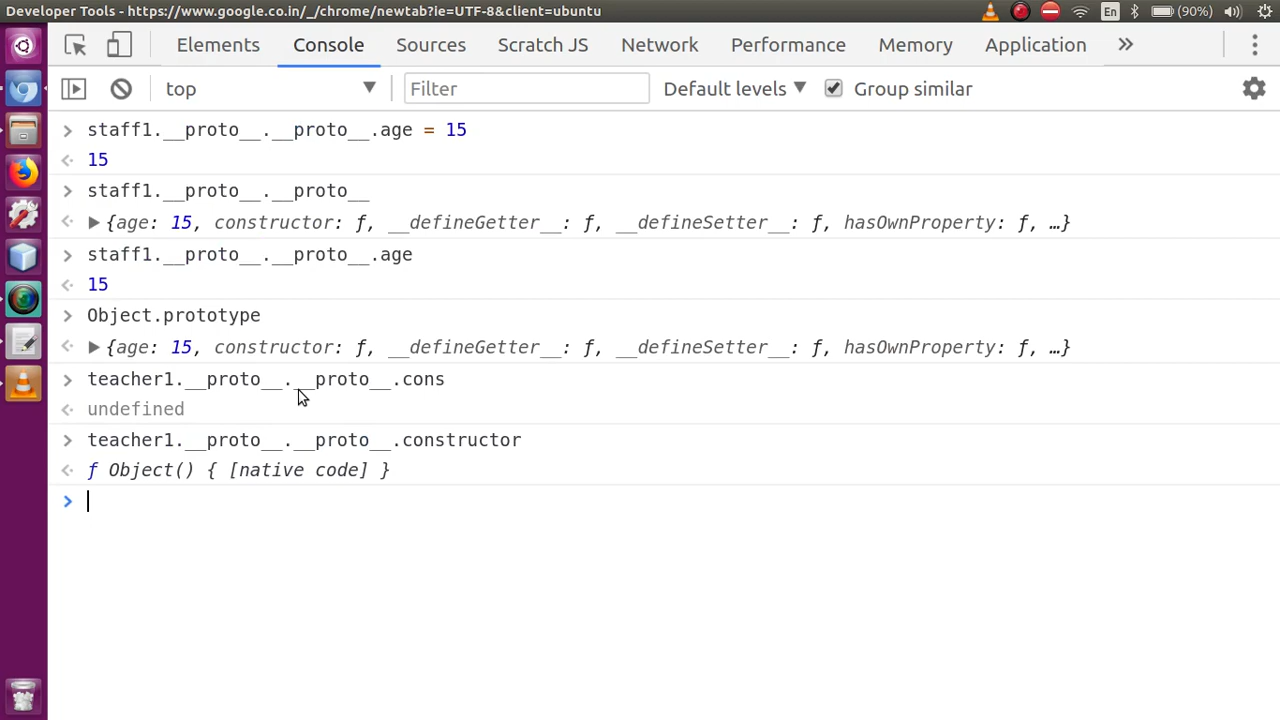 Developer Tools - https://www.google.co.in/_/chrome/newtab?ie=UTF-8&client=ubuntu
En (90%)
Elements Console Sources Scratch JS Network Performance Memory Application »
top Filter Default levels Group similar
staff1.__proto__.__proto__.age = 15
15
staff1.__proto__.__proto__
{age: 15, constructor: ƒ, __defineGetter__: ƒ, __defineSetter__: ƒ, hasOwnProperty: ƒ, …}
staff1.__proto__.__proto__.age
15
Object.prototype
{age: 15, constructor: ƒ, __defineGetter__: ƒ, __defineSetter__: ƒ, hasOwnProperty: ƒ, …}
teacher1.__proto__.__proto__.cons
undefined
teacher1.__proto__.__proto__.constructor
ƒ Object() { [native code] }